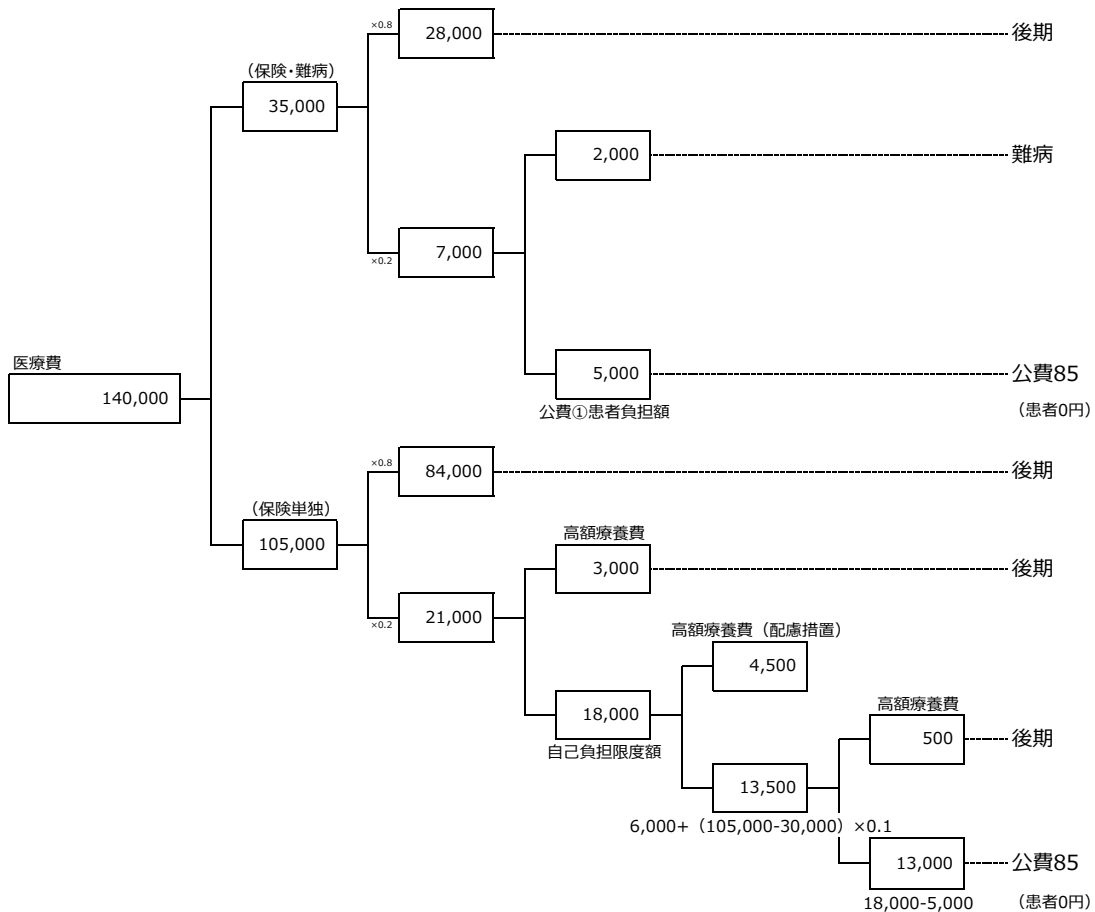 ×0.8
28,000
後期
（保険・難病）
35,000
2,000
難病
7,000
×0.2
医療費
140,000
5,000
公費85
公費①患者負担額
（患者0円）
×0.8
84,000
後期
（保険単独）
105,000
高額療養費
3,000
後期
21,000
×0.2
高額療養費（配慮措置）
4,500
18,000
自己負担限度額
高額療養費
500
後期
13,500
6,000+（105,000-30,000）×0.1
13,000
公費85
18,000-5,000
（患者0円）